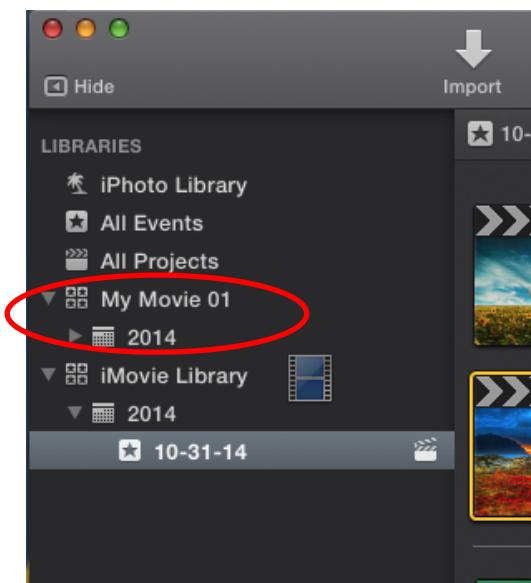 Hide
Import
LIBRARIES
10-
iPhoto Library
All Events
All Projects
My Movie 01
2014
iMovie Library
2014
10-31-14